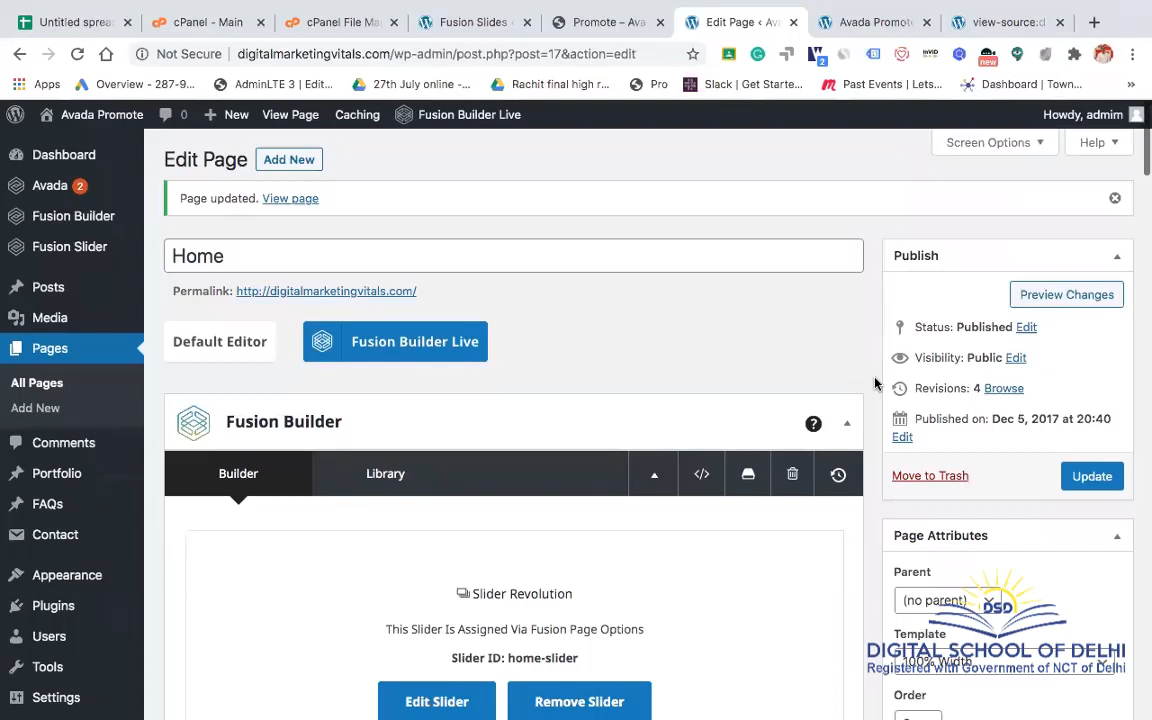 Untitled spreas
cPanel - Main
cPanel File Ma
Fusion Slides
Promote – Ava
Edit Page ‹ Ava
Avada Promot
view-source:d
Not Secure
digitalmarketingvitals.com/wp-admin/post.php?post=17&action=edit
2
new
Apps
Overview - 287-9...
AdminLTE 3 | Edit...
27th July online -...
Rachit final high r...
Pro
Slack | Get Starte...
Past Events | Lets...
Dashboard | Town...
»
Avada Promote
0
New
View Page
Caching
Fusion Builder Live
Howdy, admim
Dashboard
Avada 2
Fusion Builder
Fusion Slider
Posts
Media
Pages
All Pages
Add New
Comments
Portfolio
FAQs
Contact
Appearance
Plugins
Users
Tools
Settings
Screen Options
Help
Edit Page
Add New
Page updated. View page
Home
Permalink: http://digitalmarketingvitals.com/
Default Editor
Fusion Builder Live
Fusion Builder
?
Builder
Library
</>
Slider Revolution
This Slider Is Assigned Via Fusion Page Options
Slider ID: home-slider
Edit Slider
Remove Slider
Publish
Preview Changes
Status: Published Edit
Visibility: Public Edit
Revisions: 4 Browse
Published on: Dec 5, 2017 at 20:40
Edit
Move to Trash
Update
Page Attributes
Parent
(no parent)
DSD
Template
DIGITAL SCHOOL OF DELHI
100% Width
Registered with Government of NCT of Delhi
Order